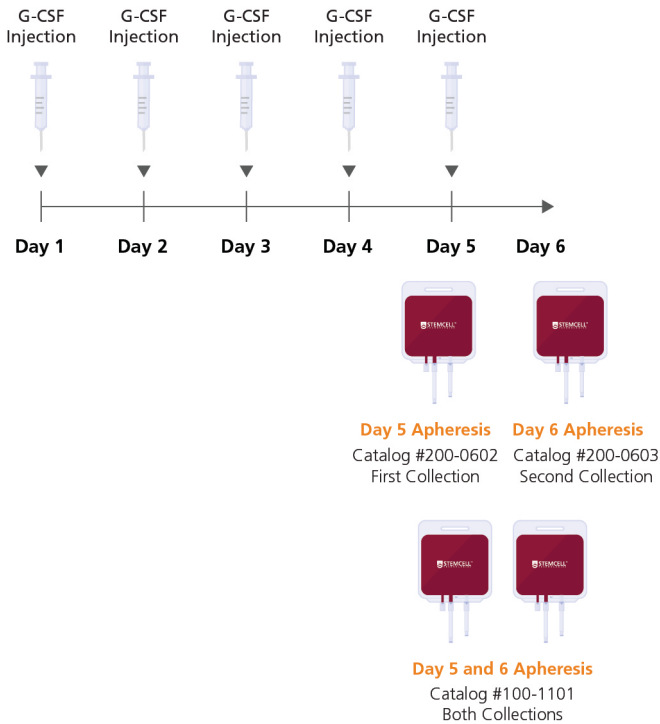 G-CSF
Injection
G-CSF
Injection
G-CSF
Injection
G-CSF
Injection
G-CSF
Injection
Day 1
Day 2
Day 3
Day 4
Day 5
Day 6
STEMCELL
STEMCELL
Day 5 Apheresis
Catalog #200-0602
First Collection
Day 6 Apheresis
Catalog #200-0603
Second Collection
STEMCELL
STEMCELL
Day 5 and 6 Apheresis
Catalog #100-1101
Both Collections